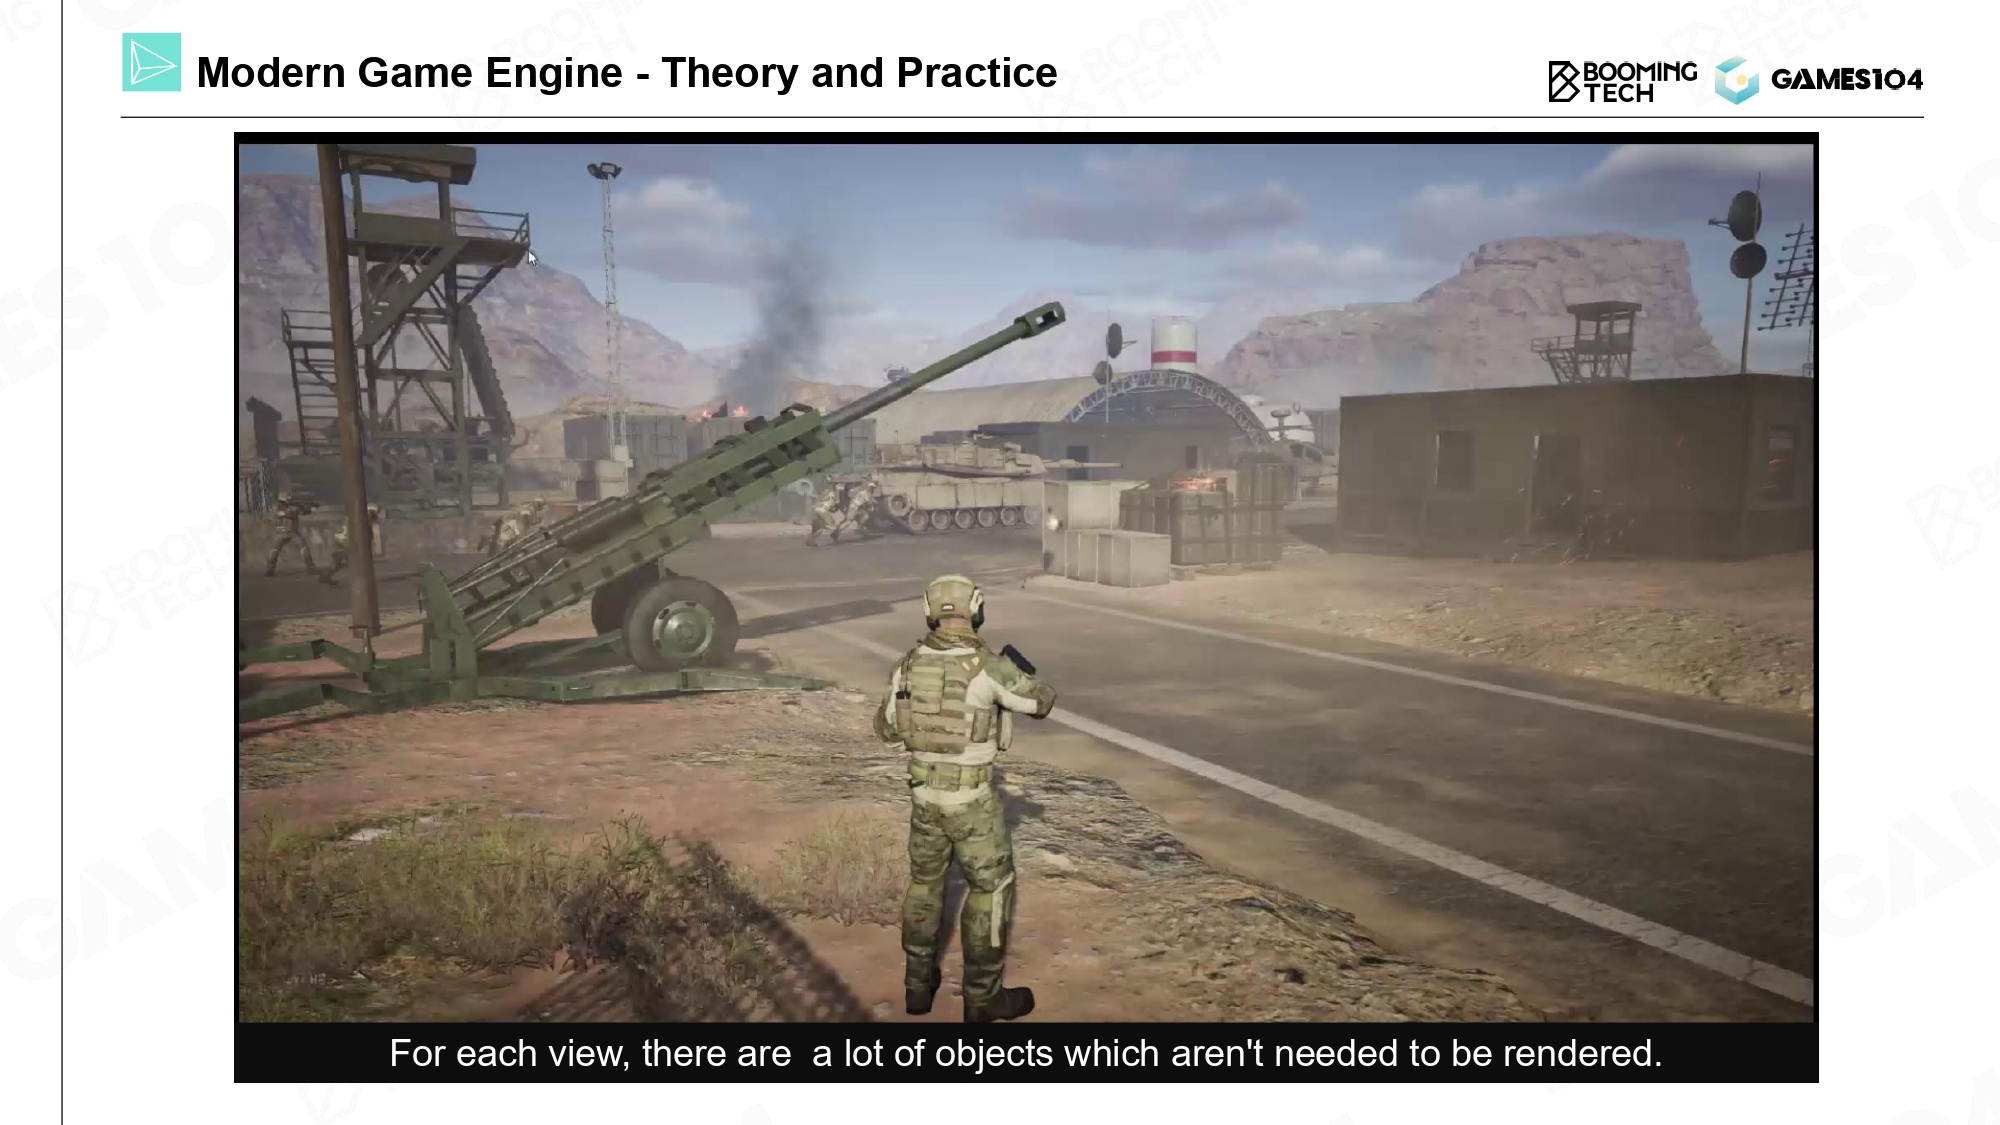 Modern Game Engine - Theory and Practice
BOOMING
TECH
GAMES104
For each view, there are  a lot of objects which aren't needed to be rendered.